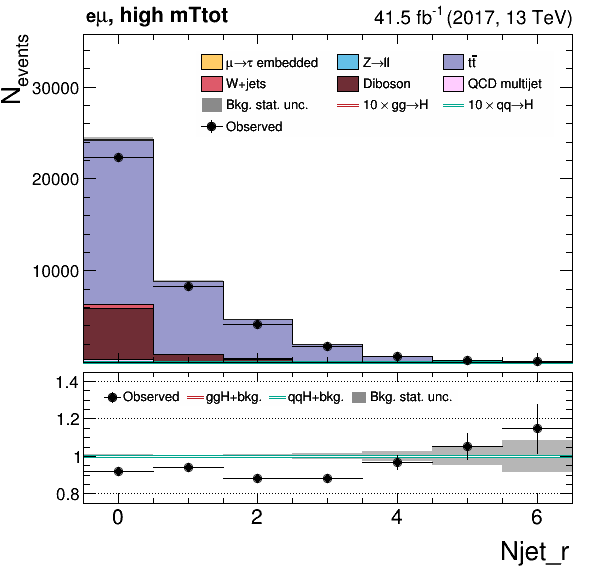 eμ, high mTtot 41.5 fb⁻¹ (2017, 13 TeV)
N_events
μ→τ embedded Z→ll tt̄
W+jets Diboson QCD multijet
Bkg. stat. unc. 10 × gg→H 10 × qq→H
Observed
30000
20000
10000
Observed ggH+bkg. qqH+bkg. Bkg. stat. unc.
1.4
1.2
1
0.8
0 2 4 6
Njet_r